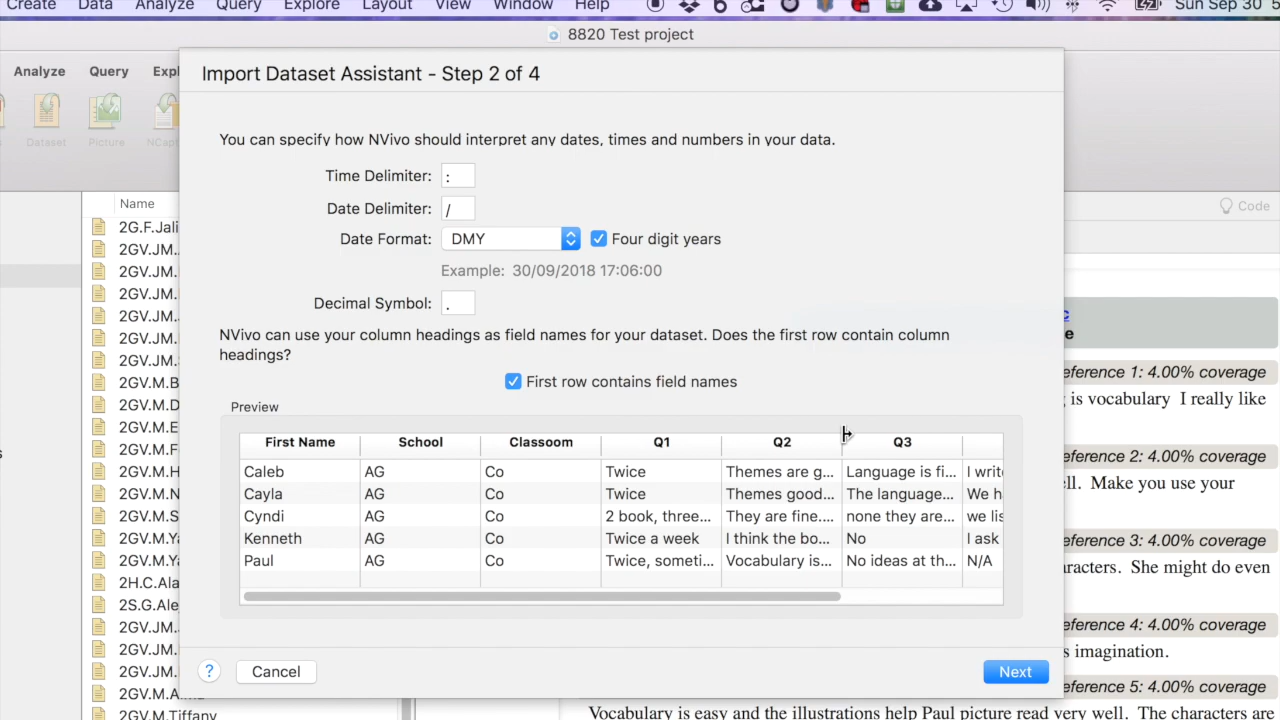 Create Data Analyze Query Explore Layout View Window Help Sun Sep 30 5
8820 Test project
Analyze Query Expl
Dataset Picture NCapt
Import Dataset Assistant - Step 2 of 4
You can specify how NVivo should interpret any dates, times and numbers in your data.
Time Delimiter: :
Date Delimiter: /
Date Format: DMY Four digit years
Example: 30/09/2018 17:06:00
Decimal Symbol: .
NVivo can use your column headings as field names for your dataset. Does the first row contain column
headings?
First row contains field names
Preview
First Name School Classoom Q1 Q2 Q3
Caleb AG Co Twice Themes are g... Language is fi... I write
Cayla AG Co Twice Themes good... The language... We ha
Cyndi AG Co 2 book, three... They are fine.... none they are... we lis
Kenneth AG Co Twice a week I think the bo... No I ask
Paul AG Co Twice, someti... Vocabulary is... No ideas at th... N/A
? Cancel Next
Name
2G.F.Jali
2GV.JM.
2GV.JM.
2GV.JM.
2GV.JM.
2GV.JM.
2GV.JM.
2GV.M.B
2GV.M.D
2GV.M.E
2GV.M.F
2GV.M.H
2GV.M.N
2GV.M.S
2GV.M.Ya
2GV.M.Ya
2H.C.Ala
2S.G.Ale
2GV.JM.
2GV.JM.
2GV.JM.
2GV.M.
2GV.M.Tiffany
Code
c
e
eference 1: 4.00% coverage
is vocabulary I really like
eference 2: 4.00% coverage
ell. Make you use your
eference 3: 4.00% coverage
aracters. She might do even
eference 4: 4.00% coverage
s imagination.
eference 5: 4.00% coverage
Vocabulary is easy and the illustrations help Paul picture read very well. The characters are